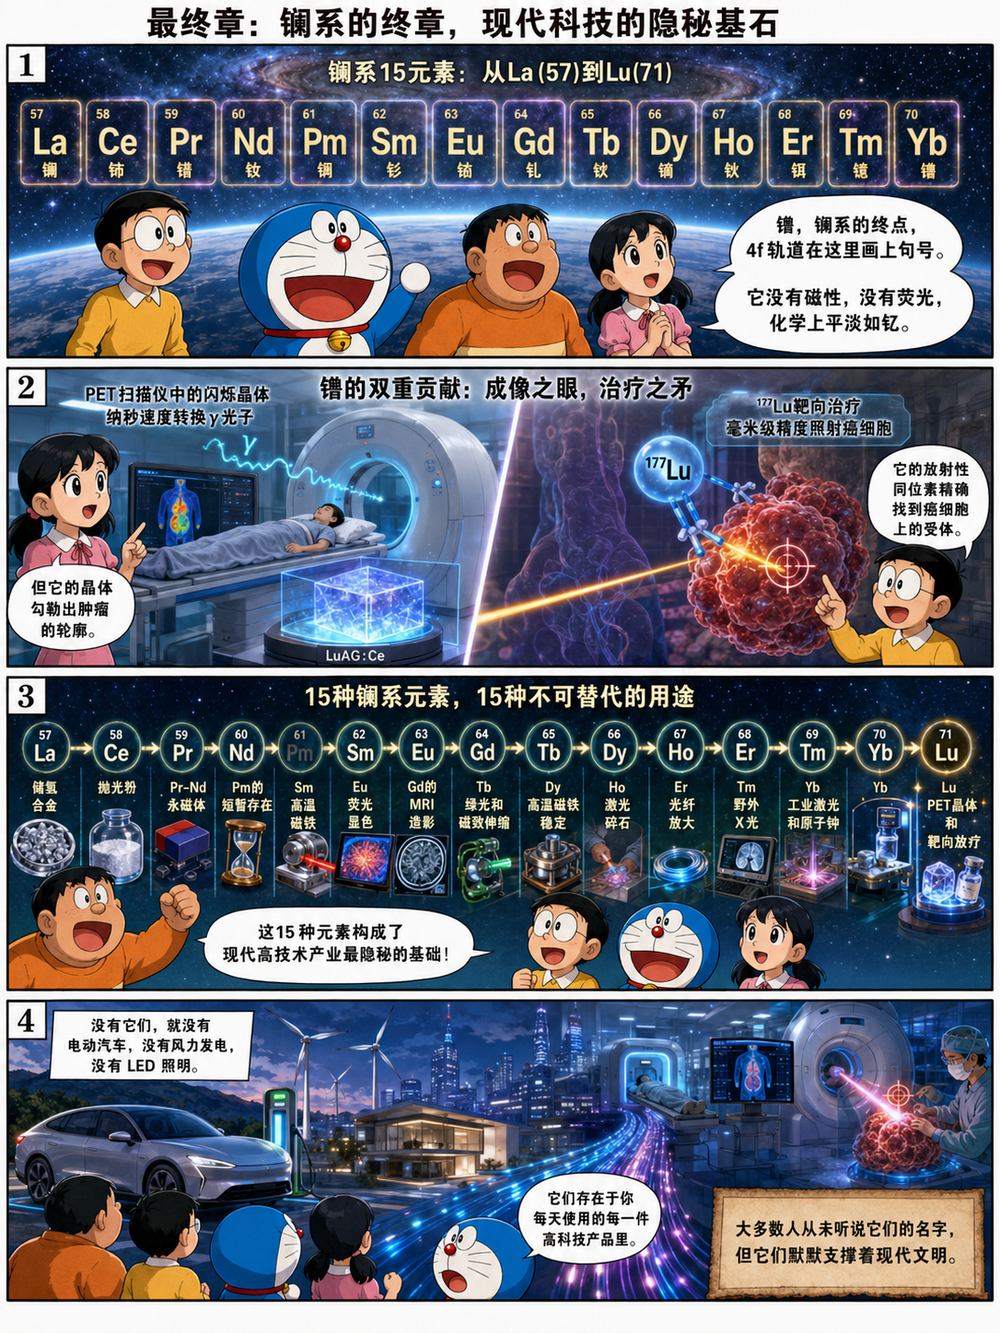 最终章：镧系的终章，现代科技的隐秘基石
1
镧系15元素：从La (57)到Lu(71)
57
La
镧
58
Ce
铈
59
Pr
镨
60
Nd
钕
61
Pm
钷
62
Sm
钐
63
Eu
铕
64
Gd
钆
65
Tb
66
Dy
镝
67
Ho
钬
68
Er
铒
69
Tm
70
Yb
镥，镧系的终点，
4f 轨道在这里画上句号。
它没有磁性，没有荧光，
化学上平淡如钇。
2
镥的双重贡献：成像之眼，治疗之矛
PET扫描仪中的闪烁晶体
纳秒速度转换γ光子
γ
但它的晶体
勾勒出肿瘤
的轮廓。
LuAG:Ce
¹⁷⁷Lu靶向治疗
毫米级精度照射癌细胞
¹⁷⁷Lu
它的放射性
同位素精确
找到癌细胞
上的受体。
3
15种镧系元素，15种不可替代的用途
57
La
58
Ce
59
Pr
60
Nd
61
Pm
62
Sm
63
Eu
64
Gd
65
Tb
66
Dy
67
Ho
68
Er
69
Tm
70
Yb
71
Lu
储氢
合金
抛光粉
Pr-Nd
永磁体
Pm的
短暂存在
Sm
高温
磁铁
Eu
荧光
显色
Gd的
MRI
造影
Tb
绿光和
磁致伸缩
Dy
高温磁铁
稳定
Ho
激光
碎石
Er
光纤
放大
Tm
野外
X光
Yb
工业激光
和原子钟
Yb
Lu
PET晶体
和
靶向放疗
这15 种元素构成了
现代高技术产业最隐秘的基础！
4
没有它们，就没有
电动汽车，没有风力发电，
没有 LED 照明。
它们存在于你
每天使用的每一件
高科技产品里。
大多数人从未听说它们的名字，
但它们默默支撑着现代文明。